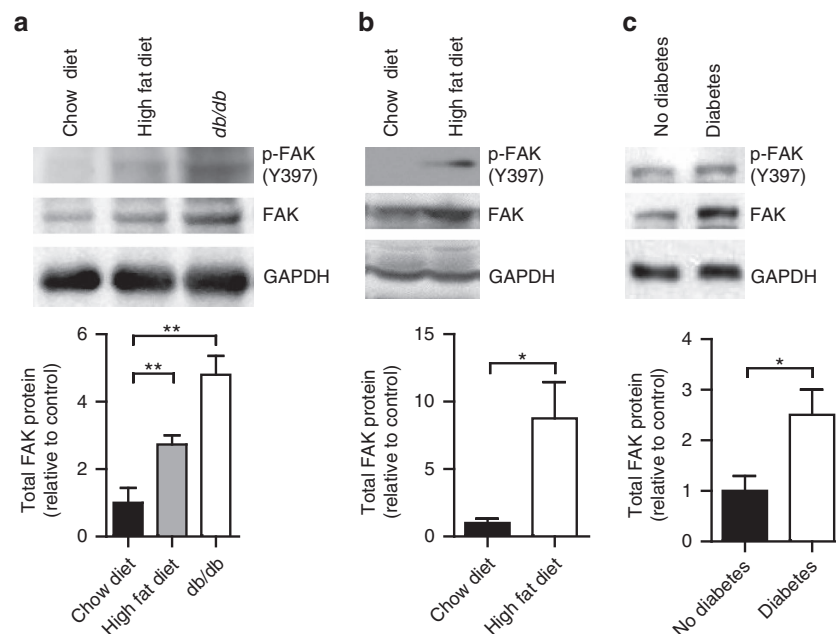 a
Chow diet
High fat diet
db/db
p-FAK
(Y397)
FAK
GAPDH
Total FAK protein
(relative to control)
6
4
2
0
**
**
Chow diet
High fat diet
db/db
b
Chow diet
High fat diet
p-FAK
(Y397)
FAK
GAPDH
Total FAK protein
(relative to control)
15
10
5
0
*
Chow diet
High fat diet
c
No diabetes
Diabetes
p-FAK
(Y397)
FAK
GAPDH
Total FAK protein
(relative to control)
4
3
2
1
0
*
No diabetes
Diabetes